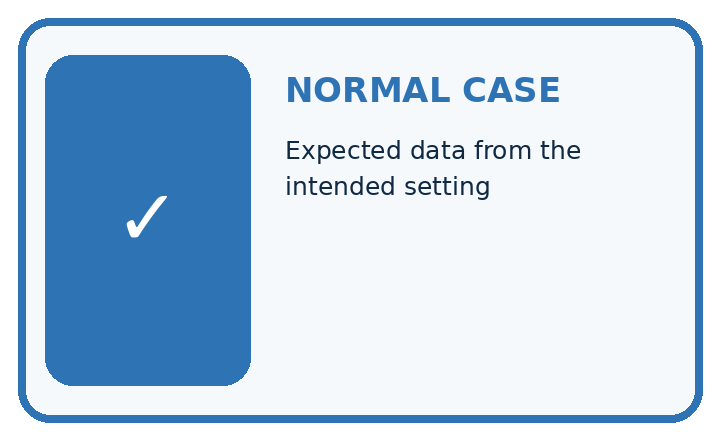 ✓
NORMAL CASE
Expected data from the
intended setting